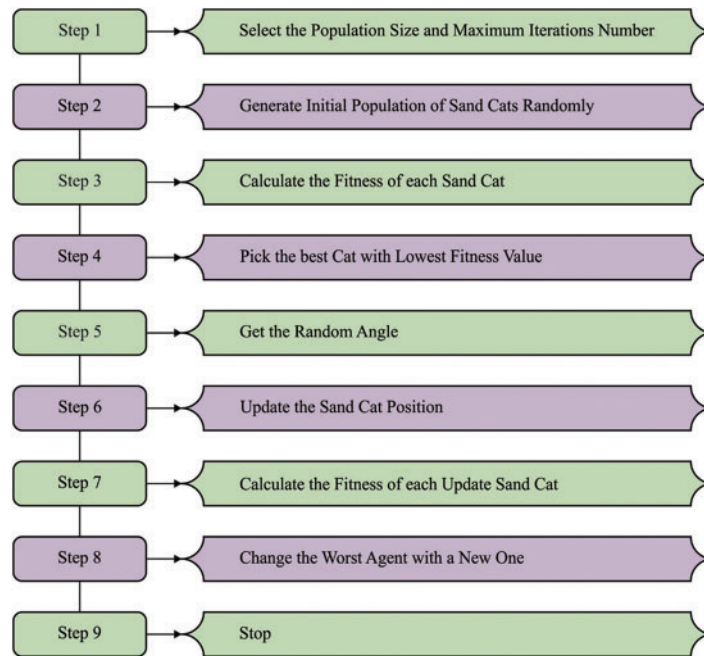 Step 1 Select the Population Size and Maximum Iterations Number
Step 2 Generate Initial Population of Sand Cats Randomly
Step 3 Calculate the Fitness of each Sand Cat
Step 4 Pick the best Cat with Lowest Fitness Value
Step 5 Get the Random Angle
Step 6 Update the Sand Cat Position
Step 7 Calculate the Fitness of each Update Sand Cat
Step 8 Change the Worst Agent with a New One
Step 9 Stop